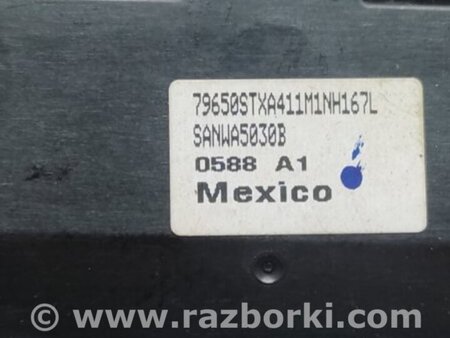 79650STXA411M1NH167L
SANWA5030B
0588 A1
Mexico
© www.razborki.com